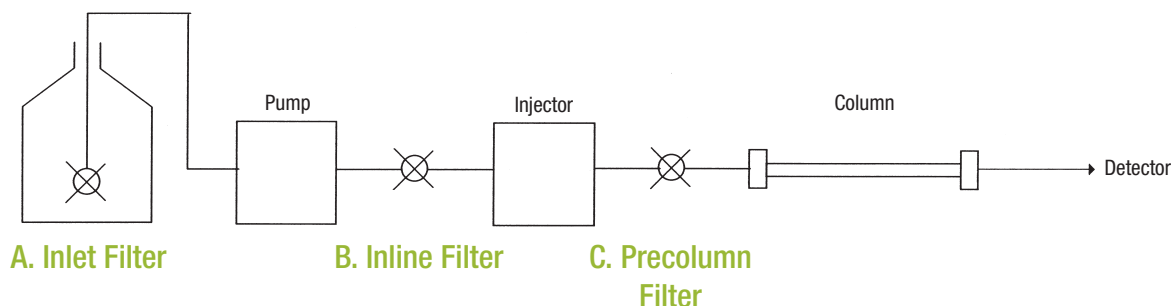 Pump
Injector
Column
Detector
A. Inlet Filter
B. Inline Filter
C. Precolumn
Filter